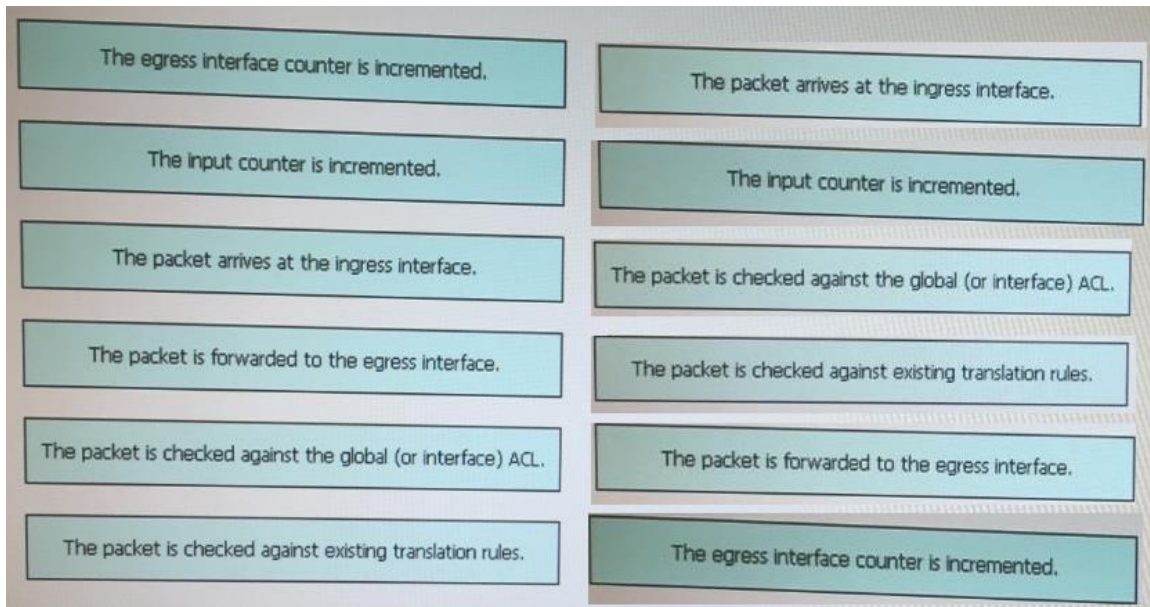 The egress interface counter is incremented.
The input counter is incremented.
The packet arrives at the ingress interface.
The packet is forwarded to the egress interface.
The packet is checked against the global (or interface) ACL.
The packet is checked against existing translation rules.
The packet arrives at the ingress interface.
The input counter is incremented.
The packet is checked against the global (or interface) ACL.
The packet is checked against existing translation rules.
The packet is forwarded to the egress interface.
The egress interface counter is incremented.